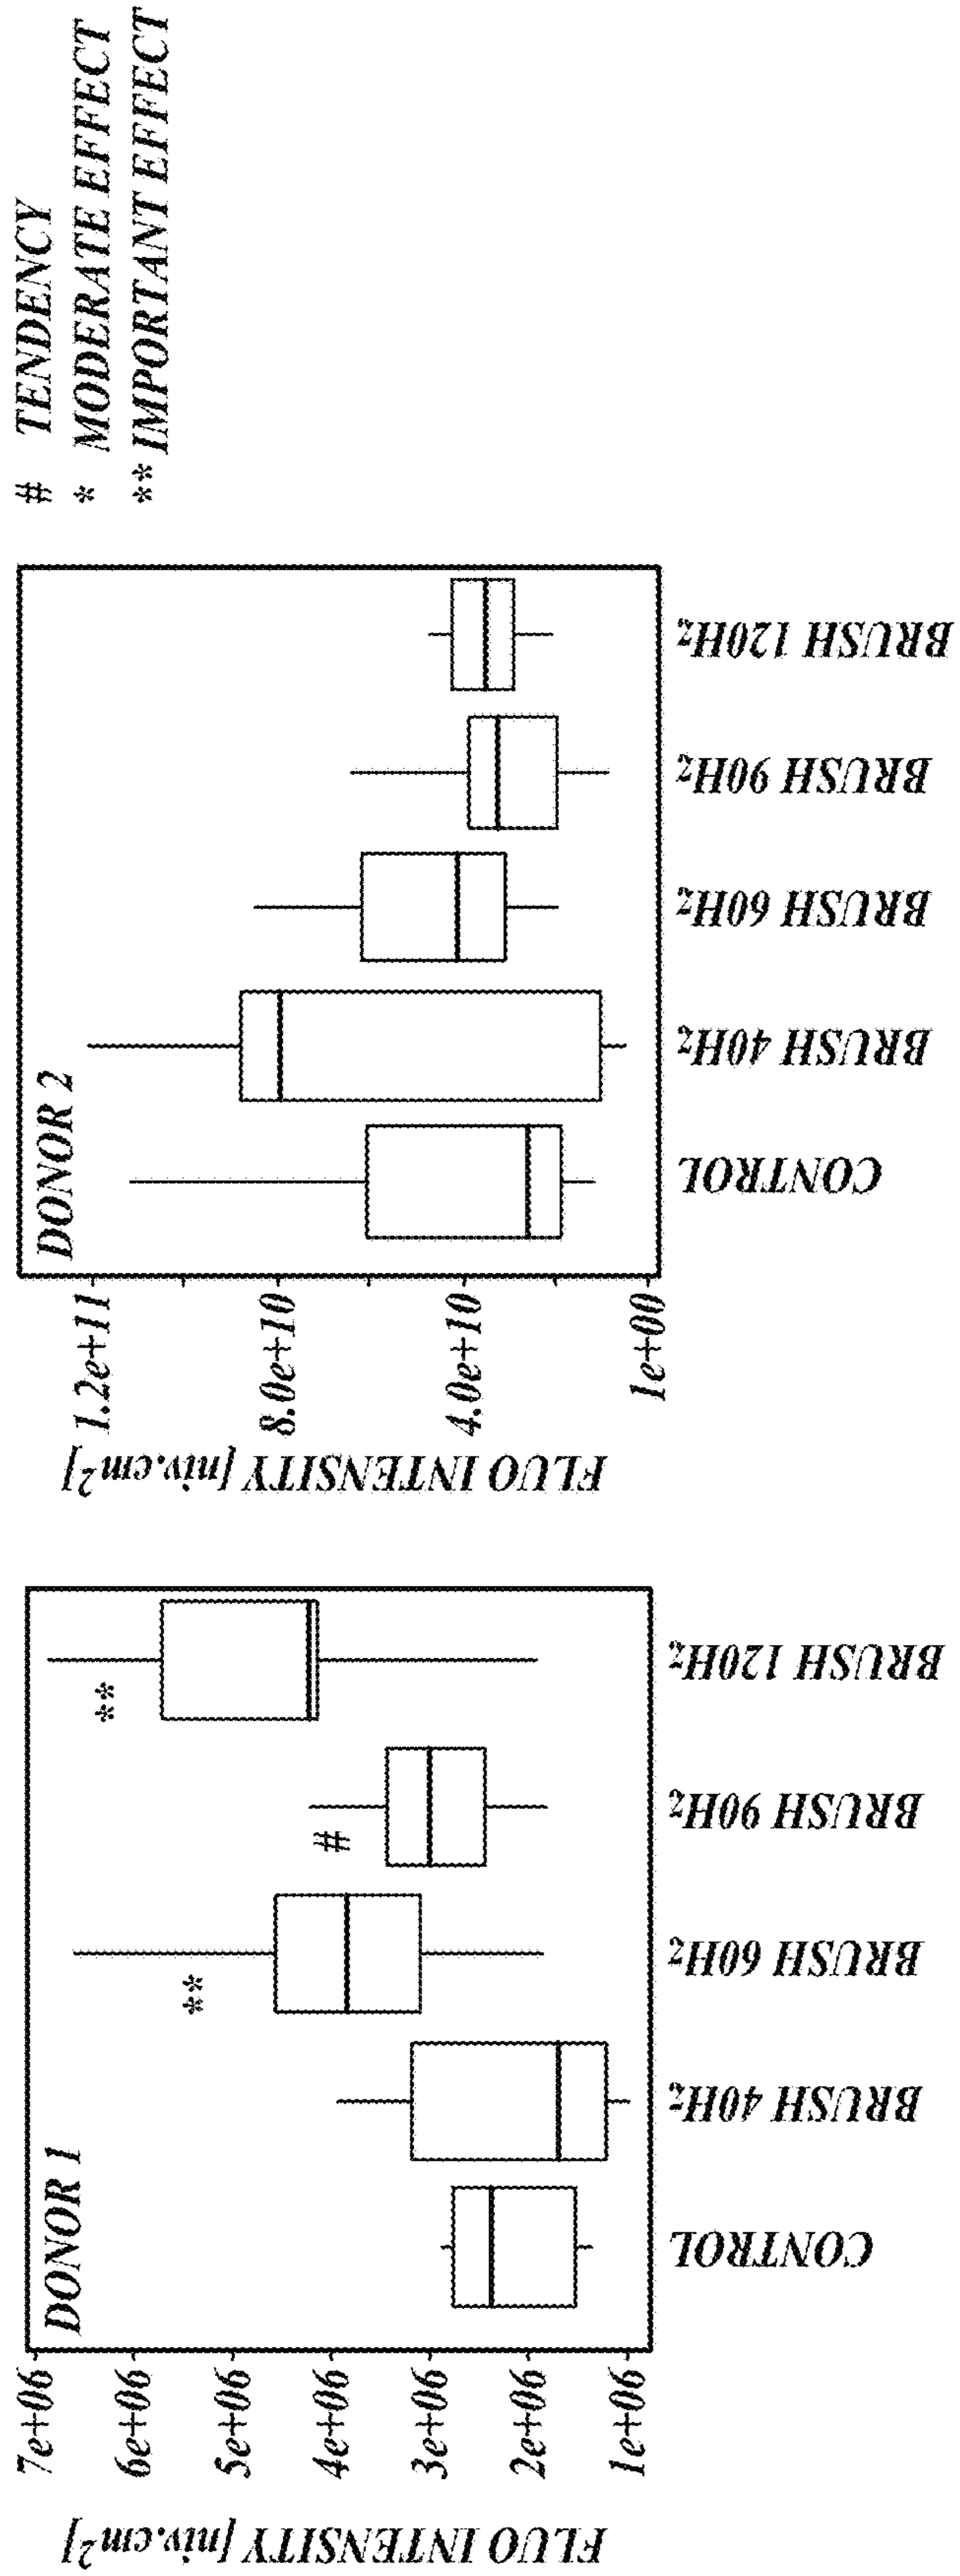 DONOR 1
FLUO INTENSITY [niv.cm2]
7e+06
6e+06
5e+06
4e+06
3e+06
2e+06
1e+06
**
#
**
CONTROL
BRUSH 40Hz
BRUSH 60Hz
BRUSH 90Hz
BRUSH 120Hz
DONOR 2
FLUO INTENSITY [niv.cm2]
1.2e+11
8.0e+10
4.0e+10
1e+00
CONTROL
BRUSH 40Hz
BRUSH 60Hz
BRUSH 90Hz
BRUSH 120Hz
# TENDENCY
* MODERATE EFFECT
** IMPORTANT EFFECT